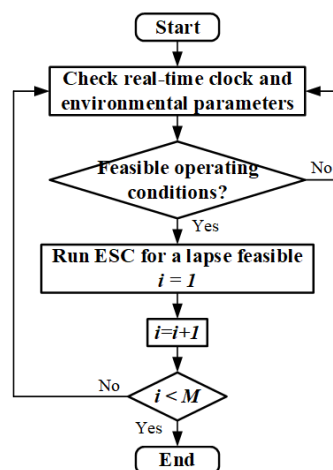 Start
Check real-time clock and
environmental parameters
Feasible operating
conditions?
No
Yes
Run ESC for a lapse feasible
i = 1
i=i+1
No
i < M
Yes
End